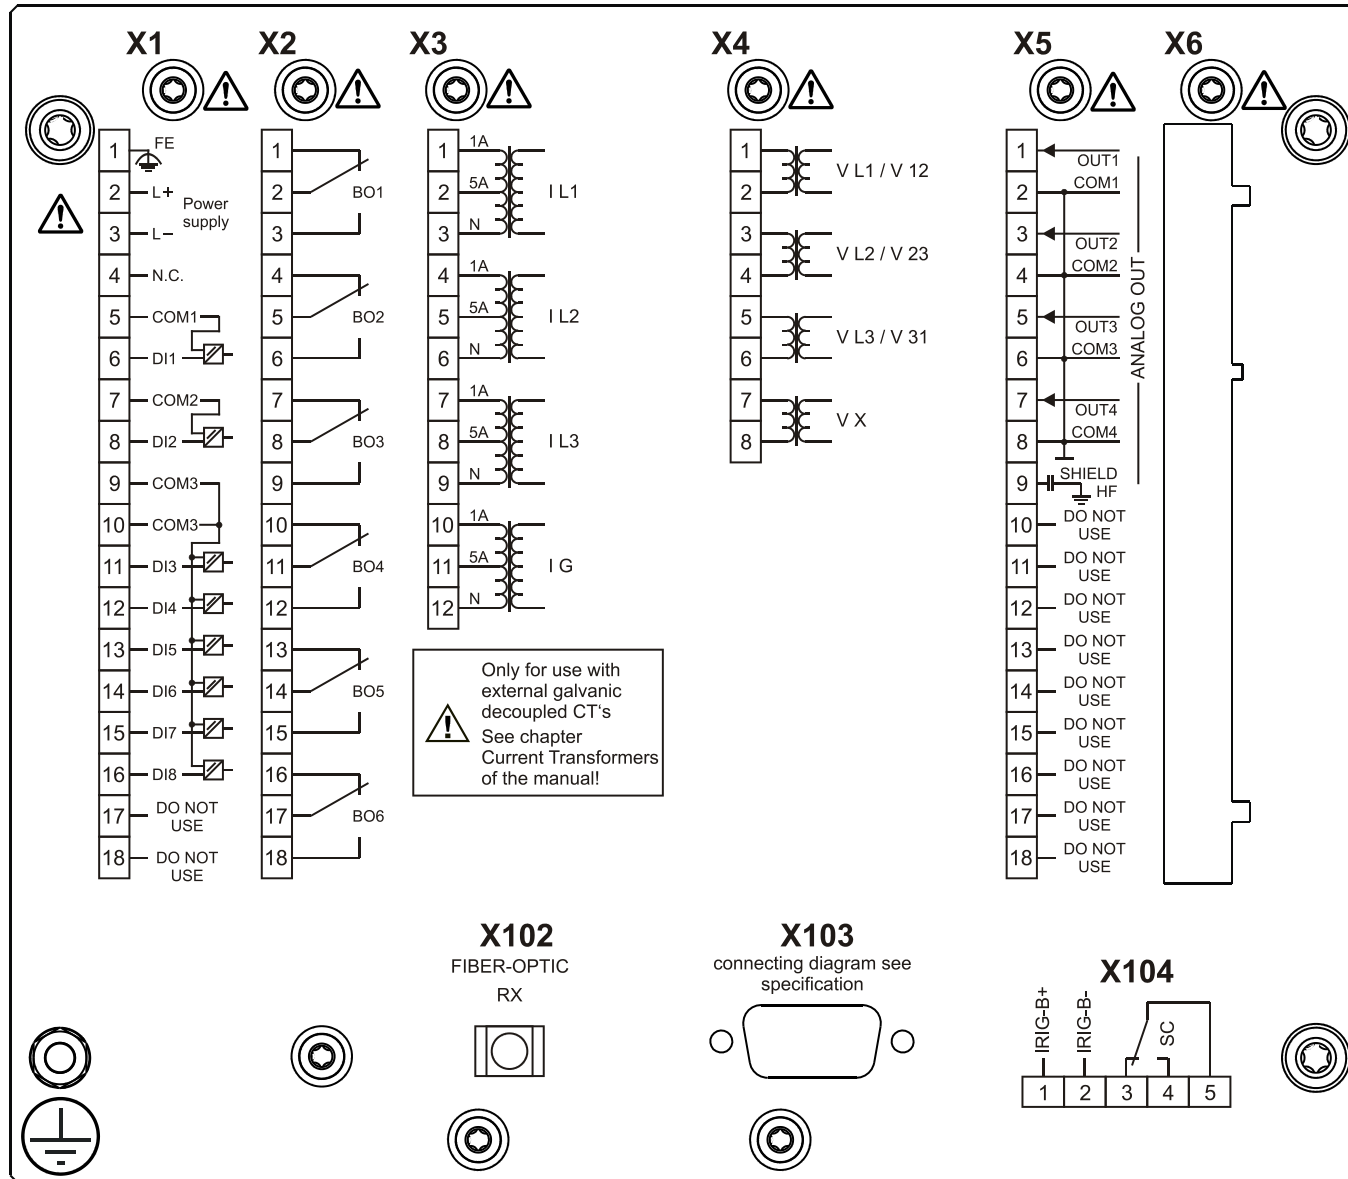 X1
1
FE
2
L+
Power
supply
3
L−
4
N.C.
5
COM1
6
DI1
7
COM2
8
DI2
9
COM3
10
COM3
11
DI3
12
DI4
13
DI5
14
DI6
15
DI7
16
DI8
17
DO NOT
USE
18
DO NOT
USE
X2
1
2
BO1
3
4
5
BO2
6
7
8
BO3
9
10
11
BO4
12
13
14
BO5
15
16
17
BO6
18
X3
1
1A
2
5A
I L1
3
N
4
1A
5
5A
I L2
6
N
7
1A
8
5A
I L3
9
N
10
1A
11
5A
I G
12
N
Only for use with
external galvanic
decoupled CT's
See chapter
Current Transformers
of the manual!
X4
1
V L1 / V 12
2
3
V L2 / V 23
4
5
V L3 / V 31
6
7
V X
8
X5
1
OUT1
2
COM1
3
OUT2
4
COM2
5
OUT3
6
COM3
7
OUT4
8
COM4
ANALOG OUT
9
SHIELD
HF
10
DO NOT
USE
11
DO NOT
USE
12
DO NOT
USE
13
DO NOT
USE
14
DO NOT
USE
15
DO NOT
USE
16
DO NOT
USE
17
DO NOT
USE
18
DO NOT
USE
X6
X102
FIBER-OPTIC
RX
X103
connecting diagram see
specification
X104
IRIG-B+
IRIG-B-
SC
1 2 3 4 5